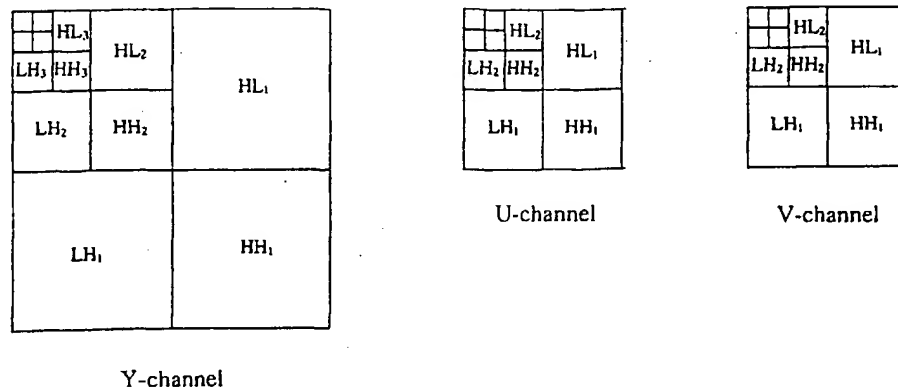 HL₃ HL₂ HL₁
LH₃ HH₃
LH₂ HH₂
LH₁ HH₁
Y-channel
HL₂ HL₁
LH₂ HH₂
LH₁ HH₁
U-channel
HL₂ HL₁
LH₂ HH₂
LH₁ HH₁
V-channel